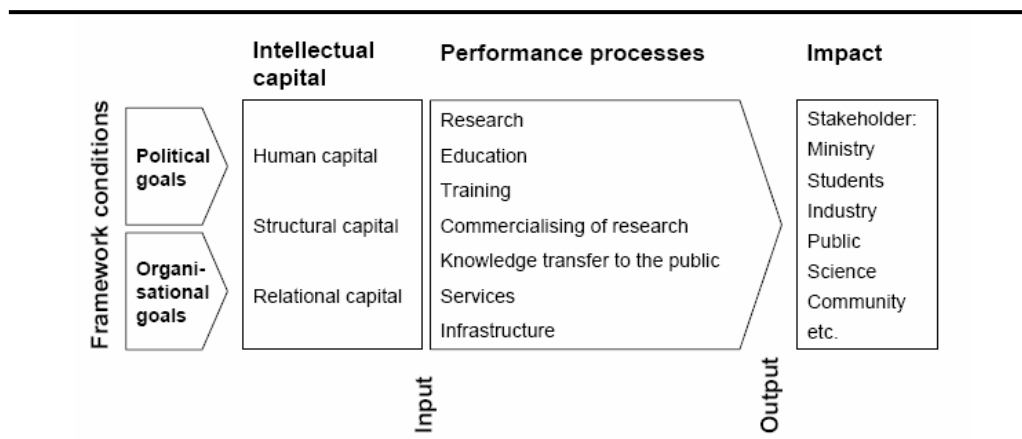 Intellectual
capital
Performance processes
Impact
Framework conditions
Political
goals
Organi-
sational
goals
Human capital
Structural capital
Relational capital
Research
Education
Training
Commercialising of research
Knowledge transfer to the public
Services
Infrastructure
Stakeholder:
Ministry
Students
Industry
Public
Science
Community
etc.
Input
Output